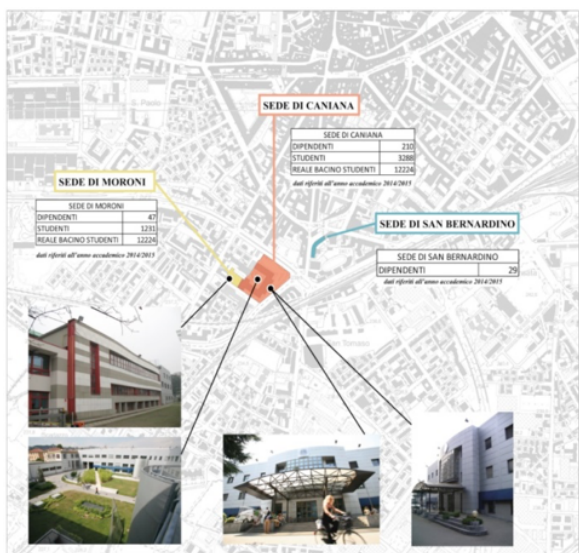 S. Paolo
SEDE DI CANIANA
SEDE DI CANIANA
DIPENDENTI 210
STUDENTI 3288
REALE BACINO STUDENTI 12224
dati riferiti all'anno accademico 2014/2015
SEDE DI MORONI
SEDE DI MORONI
DIPENDENTI 47
STUDENTI 1231
REALE BACINO STUDENTI 12224
dati riferiti all'anno accademico 2014/2015
SEDE DI SAN BERNARDINO
SEDE DI SAN BERNARDINO
DIPENDENTI 29
dati riferiti all'anno accademico 2014/2015
San Tomaso